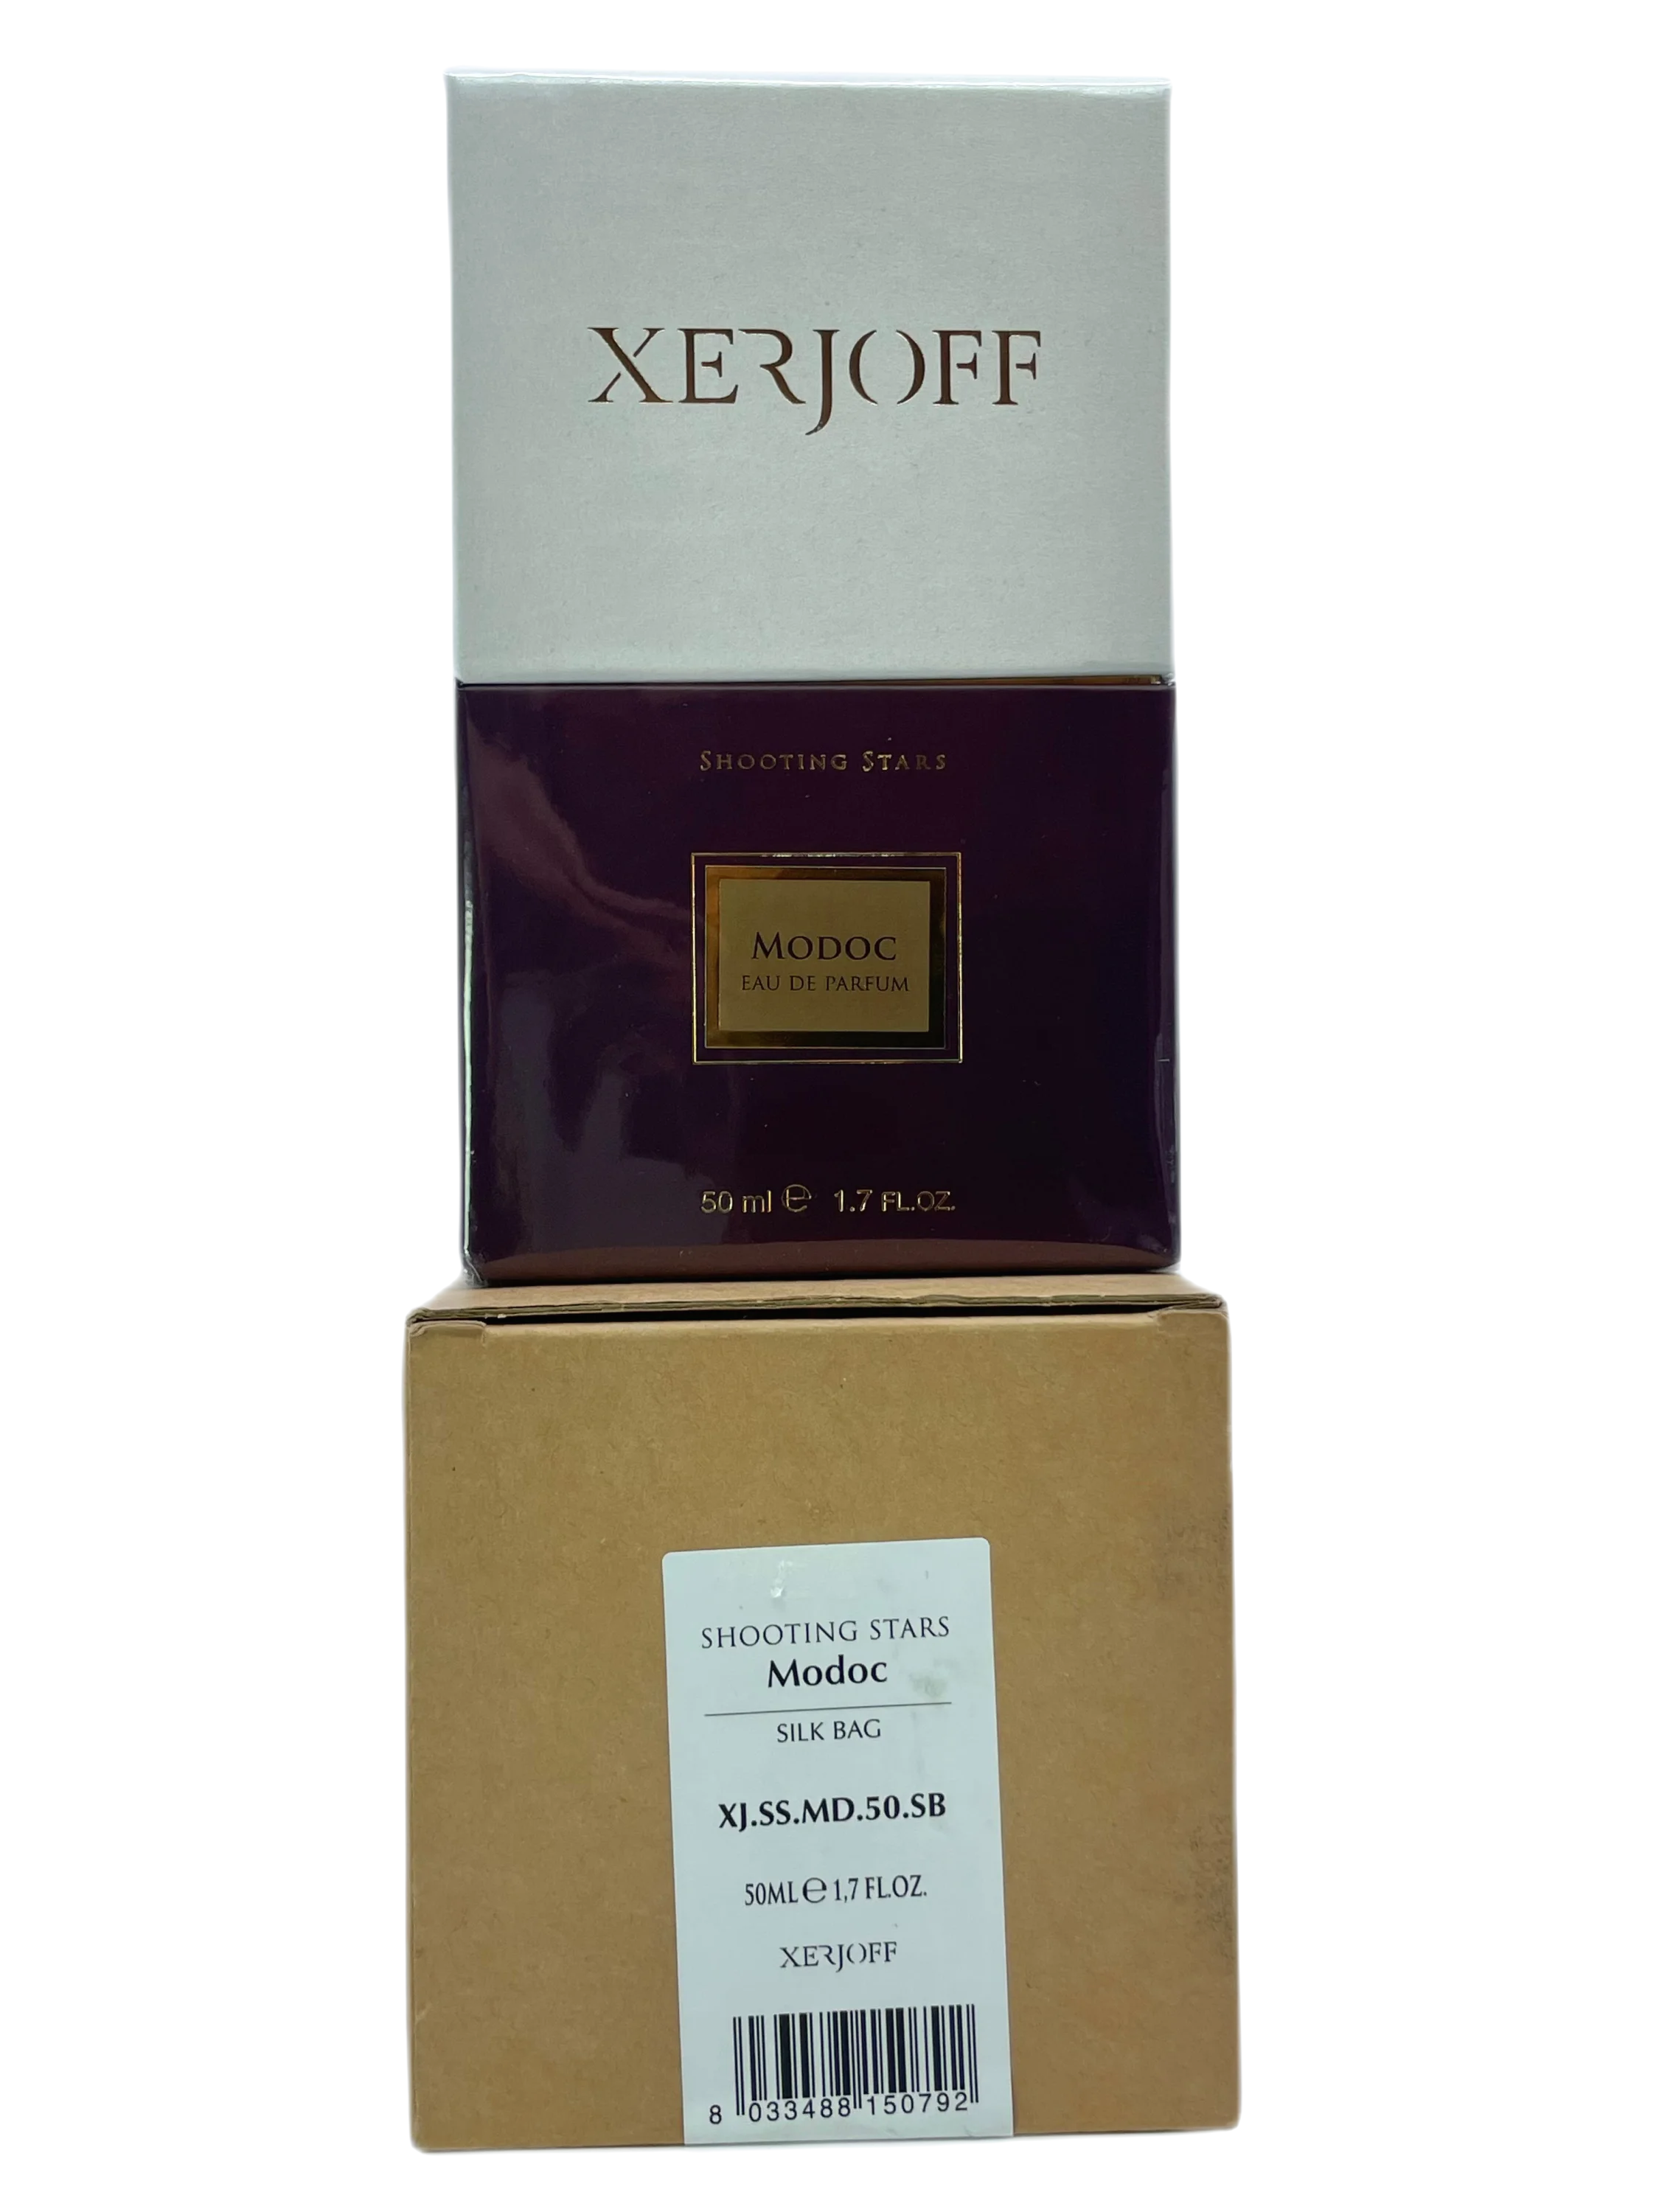 XERJOFF
SHOOTING STARS
MODOC
EAU DE PARFUM
50 ml ℮ 1.7 FL.OZ.
SHOOTING STARS
Modoc
SILK BAG
XJ.SS.MD.50.SB
50ML ℮ 1,7 FL.OZ.
XERJOFF
8 033488 150792